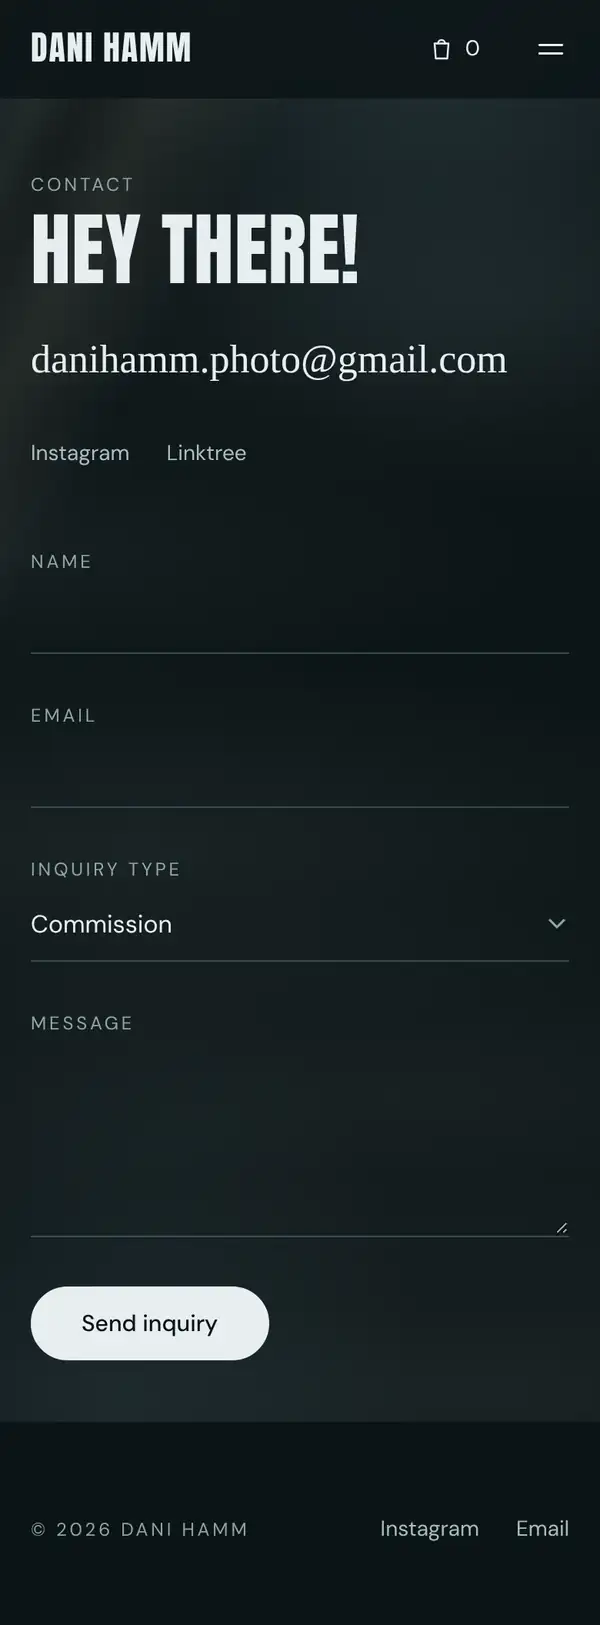 DANI HAMM 0
CONTACT
HEY THERE!
danihamm.photo@gmail.com
Instagram Linktree
NAME
EMAIL
INQUIRY TYPE
Commission
MESSAGE
Send inquiry
© 2026 DANI HAMM Instagram Email